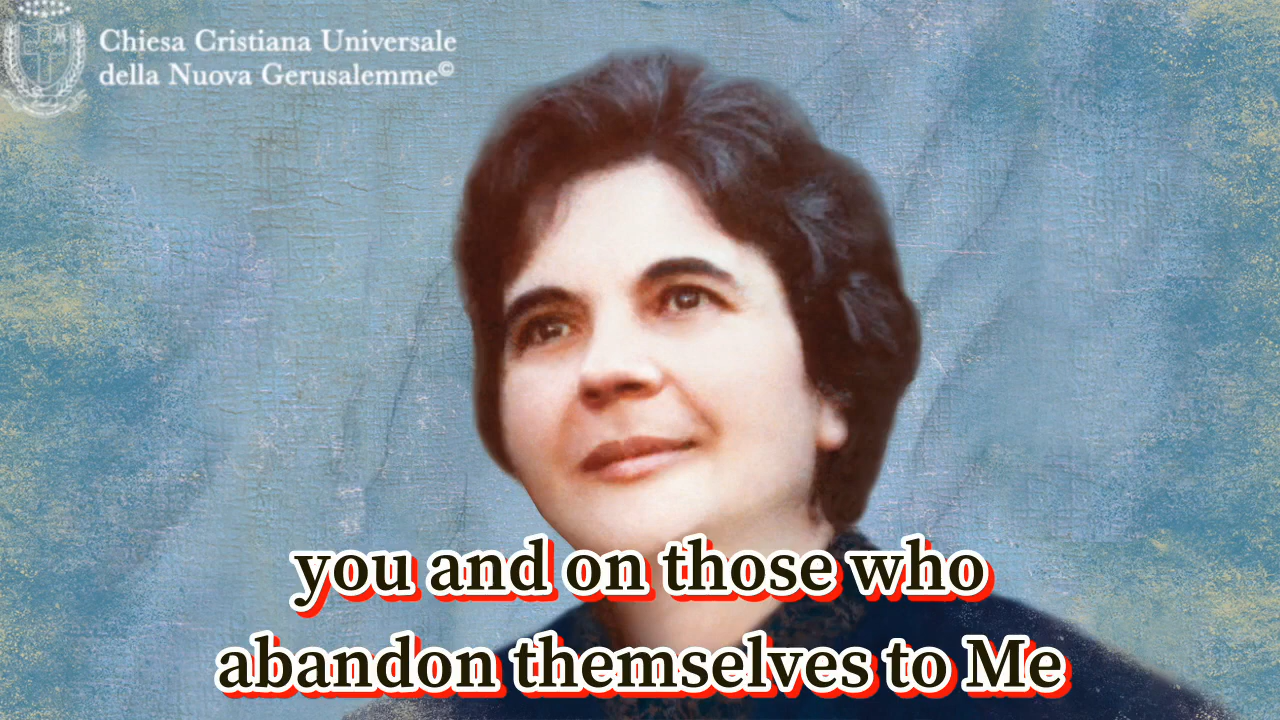 Chiesa Cristiana Universale
della Nuova Gerusalemme©
you and on those who
abandon themselves to Me